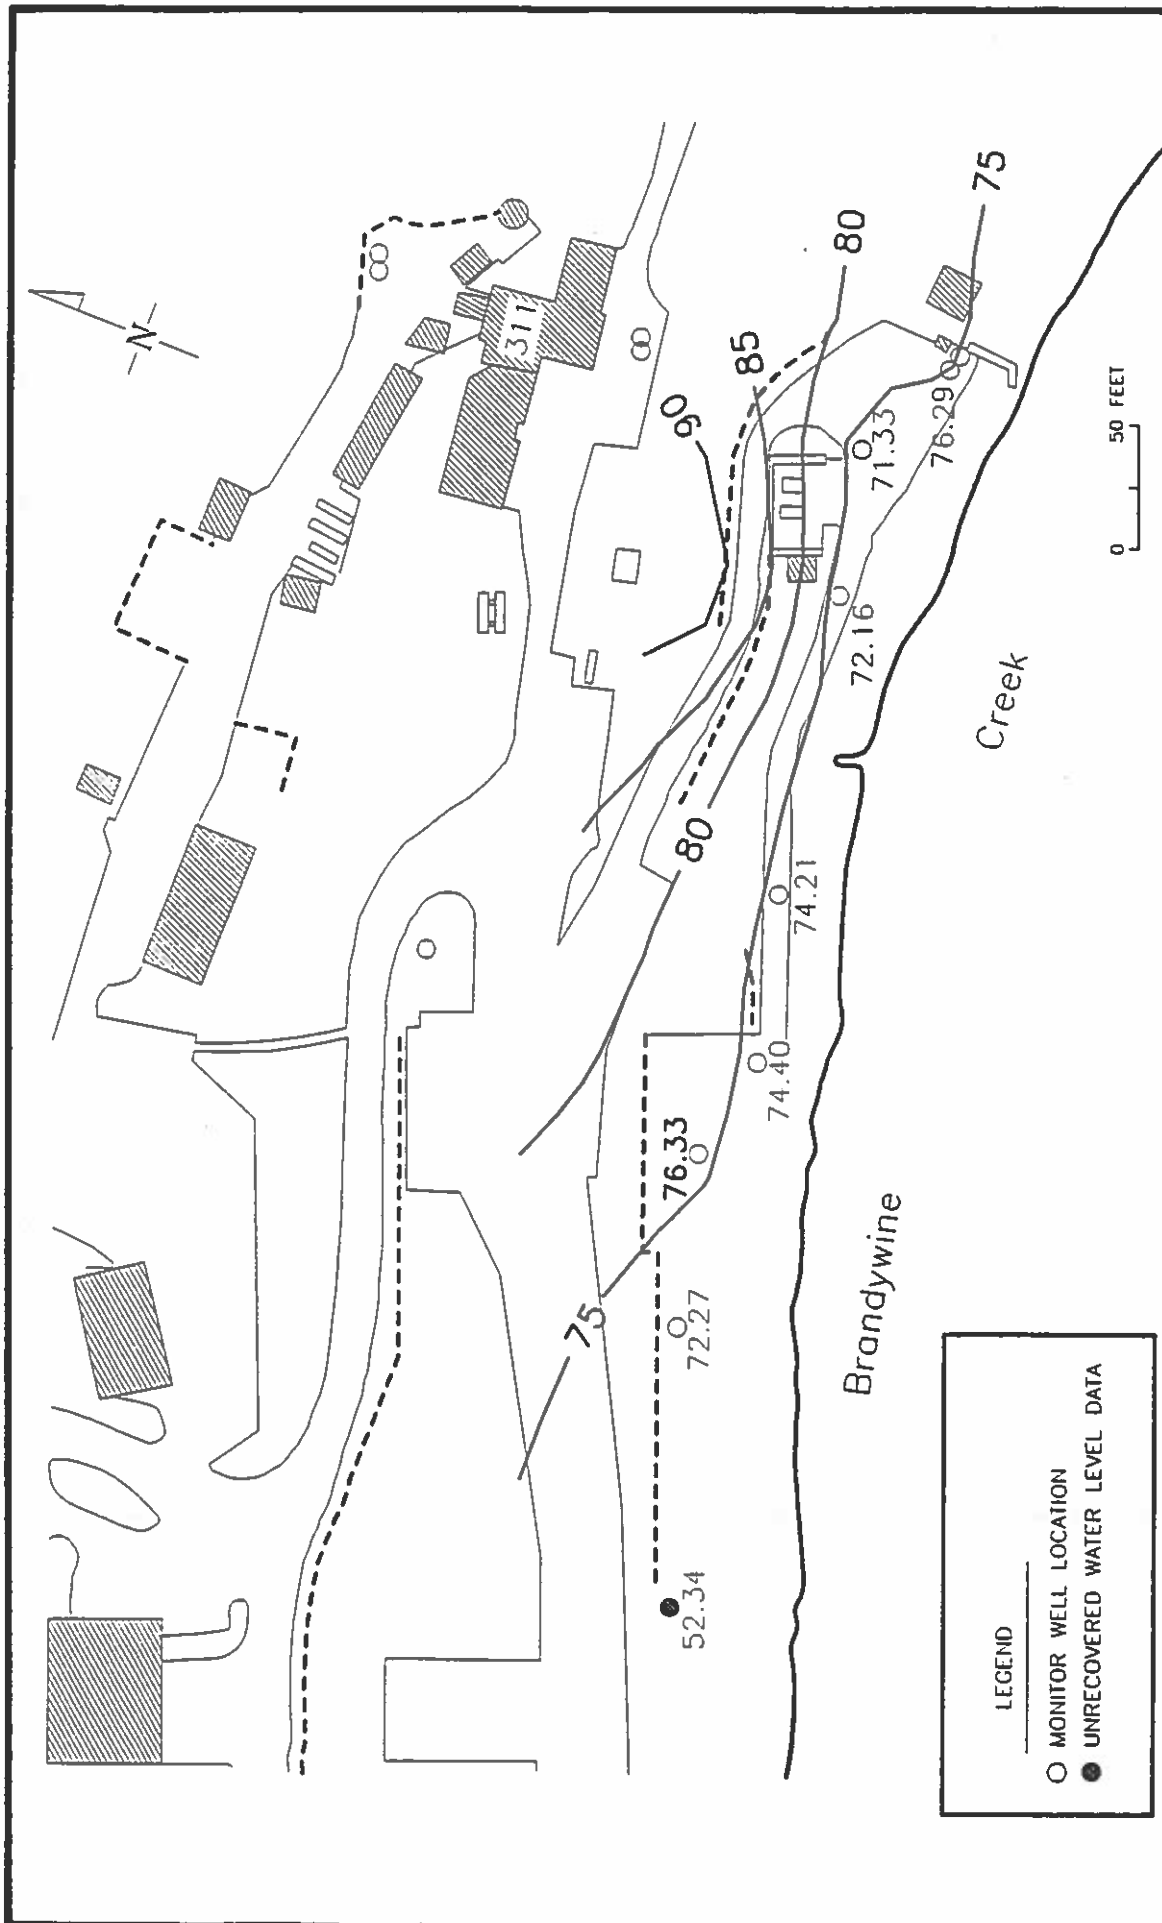 N
311
90
85
80
75
80
75
76.29
71.33
72.16
74.21
74.40
76.33
72.27
52.34
Brandywine
Creek
0 50 FEET
LEGEND
MONITOR WELL LOCATION
UNRECOVERED WATER LEVEL DATA